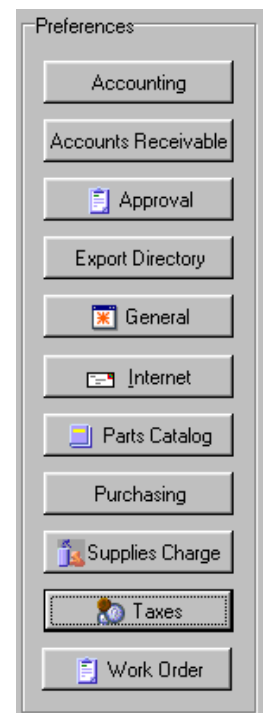 Preferences
Accounting
Accounts Receivable
Approval
Export Directory
General
Internet
Parts Catalog
Purchasing
Supplies Charge
Taxes
Work Order